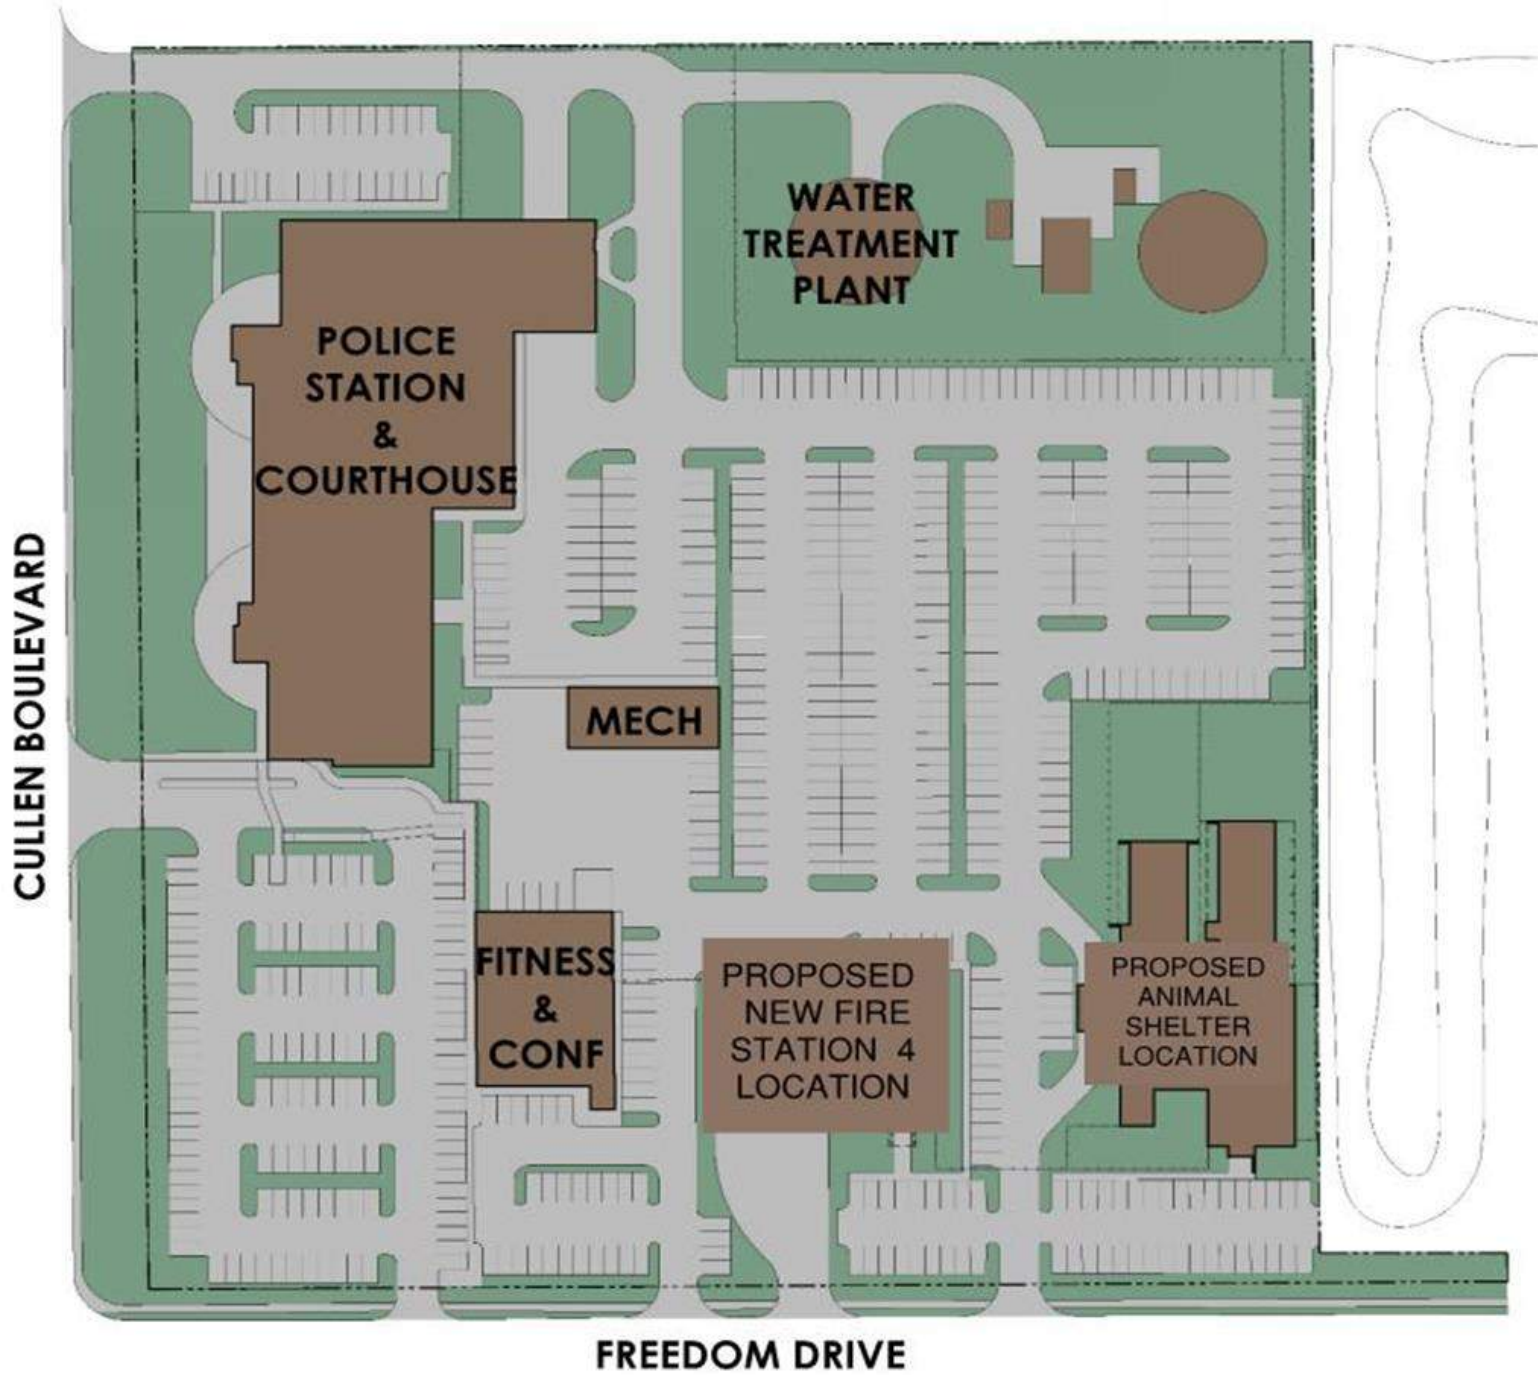 WATER
TREATMENT
PLANT
POLICE
STATION
&
COURTHOUSE
CULLEN BOULEVARD
MECH
FITNESS
&
CONF
PROPOSED
NEW FIRE
STATION 4
LOCATION
PROPOSED
ANIMAL
SHELTER
LOCATION
FREEDOM DRIVE